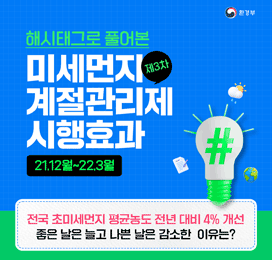 환경부
해시태그로 풀어본
미세먼지 제3차
계절관리제
시행효과
21.12월~22.3월
#
전국 초미세먼지 평균농도 전년 대비 4% 개선
좋은 날은 늘고 나쁜 날은 감소한 이유는?